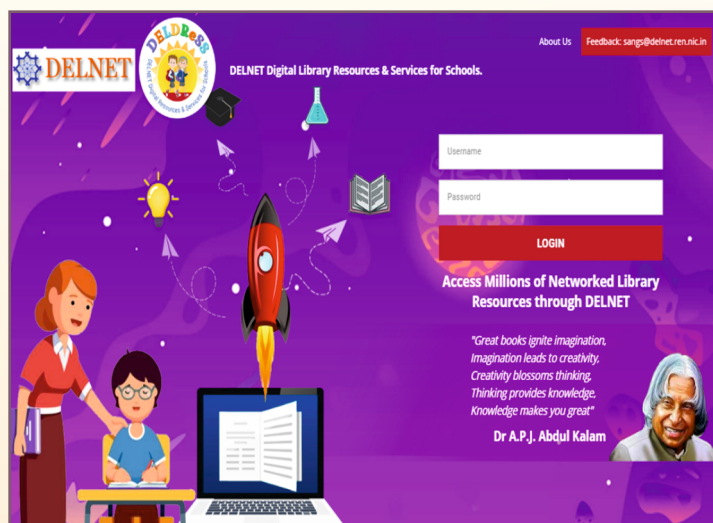 About Us
Feedback: sangs@delnet.ren.nic.in
DELNET
DELDReSS
DELNET Digital Library Resources & Services for Schools.
Username
Password
LOGIN
Access Millions of Networked Library
Resources through DELNET
"Great books ignite imagination,
Imagination leads to creativity,
Creativity blossoms thinking,
Thinking provides knowledge,
Knowledge makes you great"
Dr A.P.J. Abdul Kalam